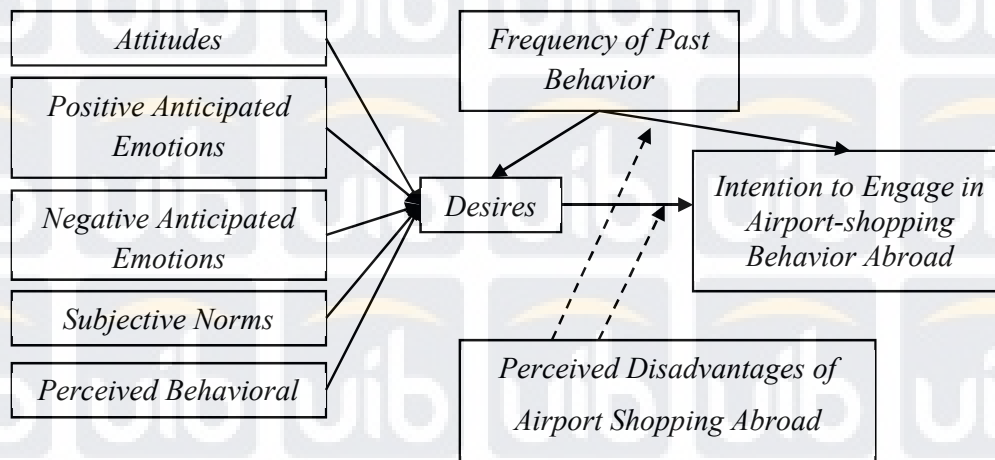 Attitudes
Positive Anticipated
Emotions
Negative Anticipated
Emotions
Subjective Norms
Perceived Behavioral
Frequency of Past
Behavior
Desires
Intention to Engage in
Airport-shopping
Behavior Abroad
Perceived Disadvantages of
Airport Shopping Abroad
uib